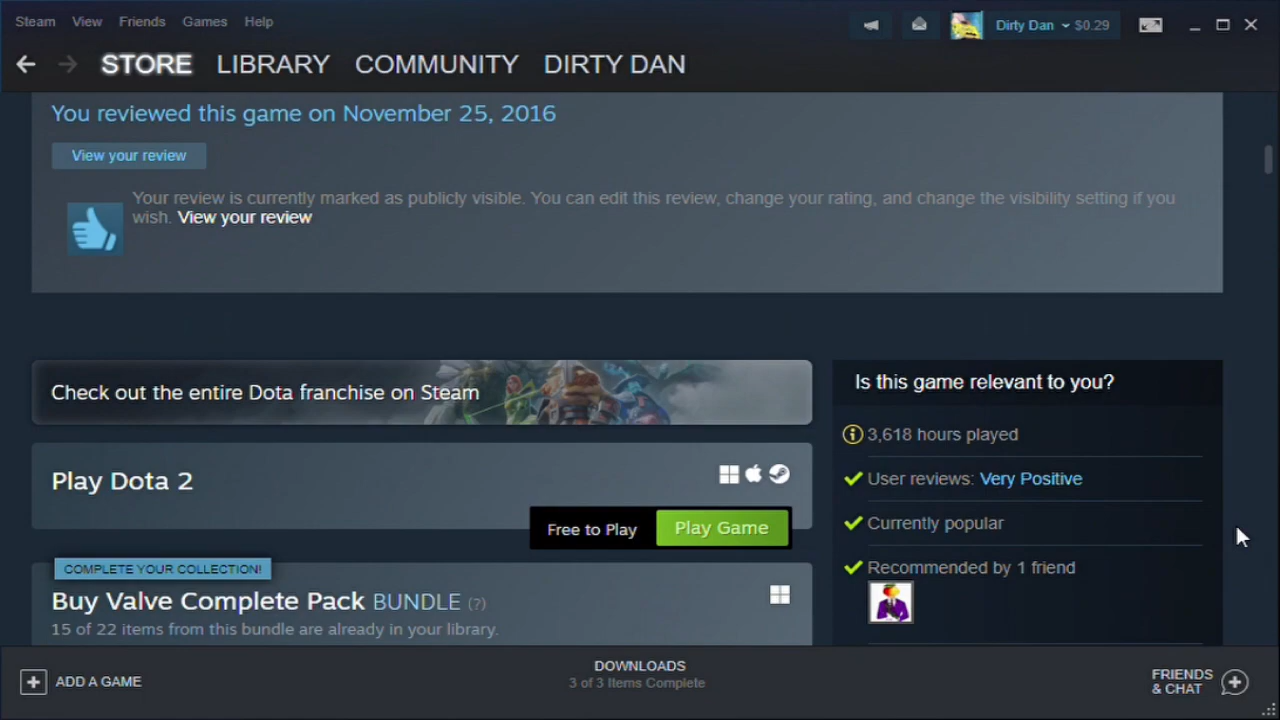 Steam View Friends Games Help
Dirty Dan $0.29
STORE LIBRARY COMMUNITY DIRTY DAN
You reviewed this game on November 25, 2016
View your review
Your review is currently marked as publicly visible. You can edit this review, change your rating, and change the visibility setting if you
wish. View your review
Check out the entire Dota franchise on Steam
Play Dota 2
Free to Play
Play Game
COMPLETE YOUR COLLECTION!
Buy Valve Complete Pack BUNDLE (?)
15 of 22 items from this bundle are already in your library.
Is this game relevant to you?
3,618 hours played
User reviews: Very Positive
Currently popular
Recommended by 1 friend
ADD A GAME
DOWNLOADS
3 of 3 Items Complete
FRIENDS
& CHAT